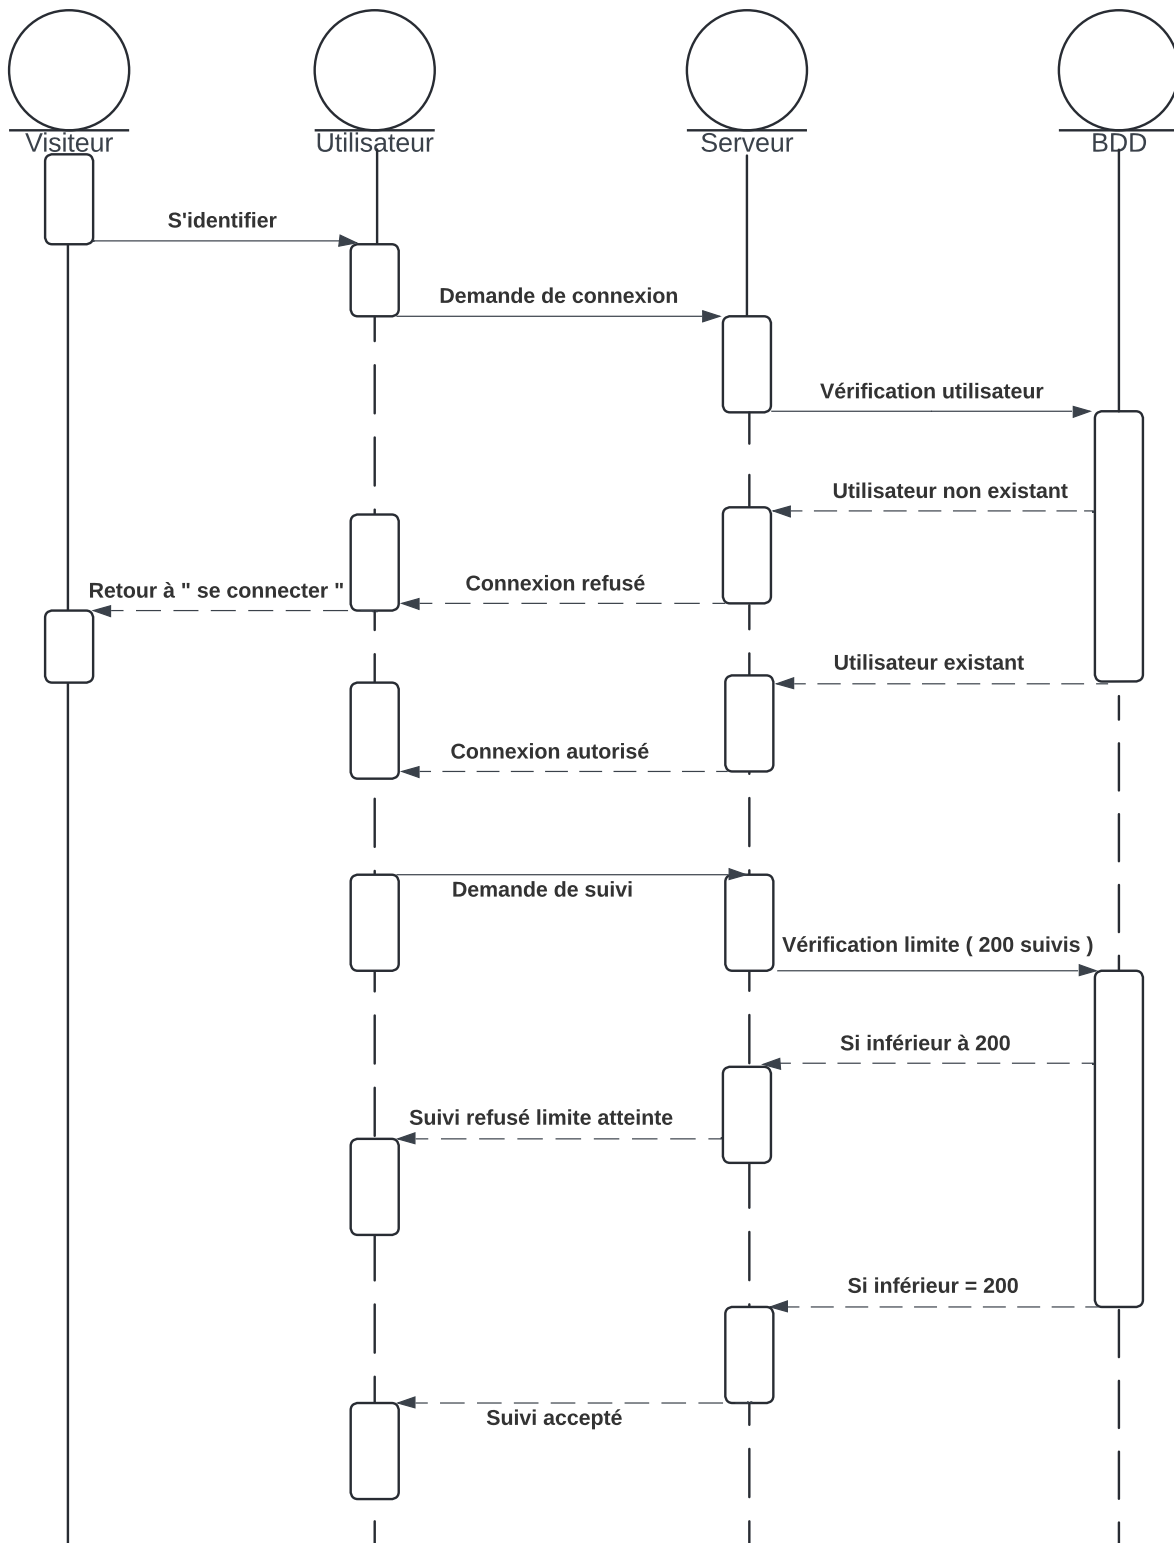 Visiteur
Utilisateur
Serveur
BDD
S'identifier
Demande de connexion
Vérification utilisateur
Utilisateur non existant
Connexion refusé
Retour à " se connecter "
Utilisateur existant
Connexion autorisé
Demande de suivi
Vérification limite ( 200 suivis )
Si inférieur à 200
Suivi refusé limite atteinte
Si inférieur = 200
Suivi accepté